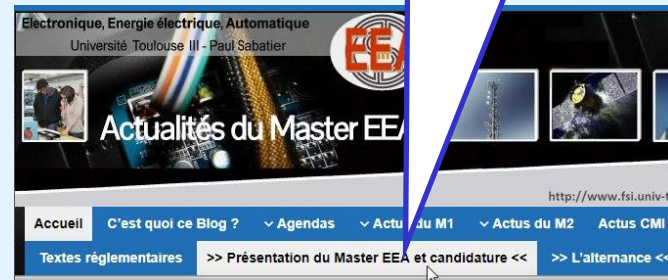 Electronique, Energie électrique, Automatique
Université Toulouse III - Paul Sabatier
EEA
Actualités du Master EEA
http://www.fsi.univ-t
Accueil C'est quoi ce Blog ? Agendas Actu du M1 Actus du M2 Actus CMI
Textes réglementaires >> Présentation du Master EEA et candidature << >> L'alternance <<